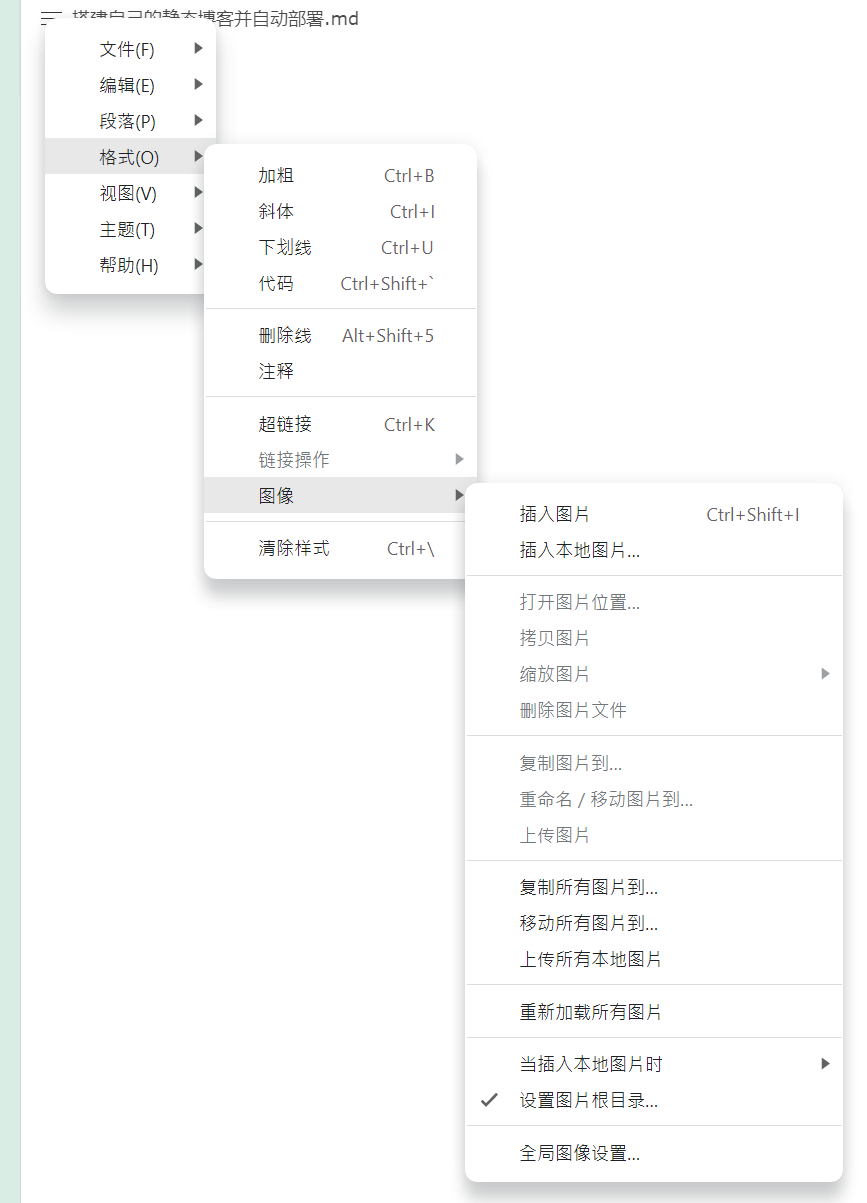 搭建自己的静态博客并自动部署.md
文件(F)
编辑(E)
段落(P)
格式(O)
视图(V)
主题(T)
帮助(H)
加粗 Ctrl+B
斜体 Ctrl+I
下划线 Ctrl+U
代码 Ctrl+Shift+`
删除线 Alt+Shift+5
注释
超链接 Ctrl+K
链接操作
图像
清除样式 Ctrl+\
插入图片 Ctrl+Shift+I
插入本地图片...
打开图片位置...
拷贝图片
缩放图片
删除图片文件
复制图片到...
重命名 / 移动图片到...
上传图片
复制所有图片到...
移动所有图片到...
上传所有本地图片
重新加载所有图片
当插入本地图片时
设置图片根目录...
全局图像设置...